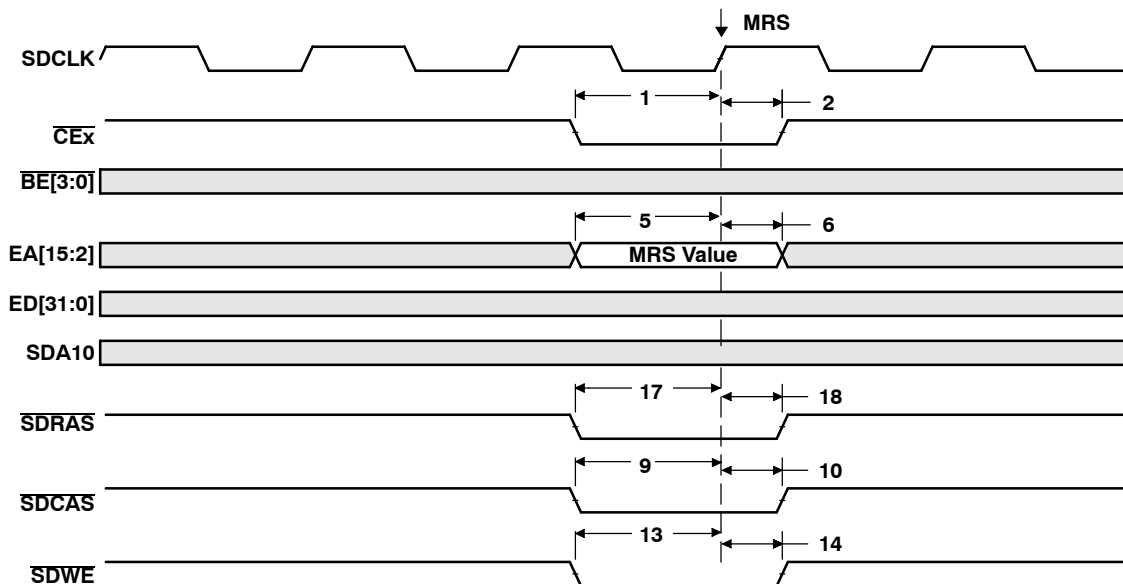 MRS
SDCLK
1
2
CEx
BE[3:0]
5
6
EA[15:2]
MRS Value
ED[31:0]
SDA10
17
18
SDRAS
9
10
SDCAS
13
14
SDWE